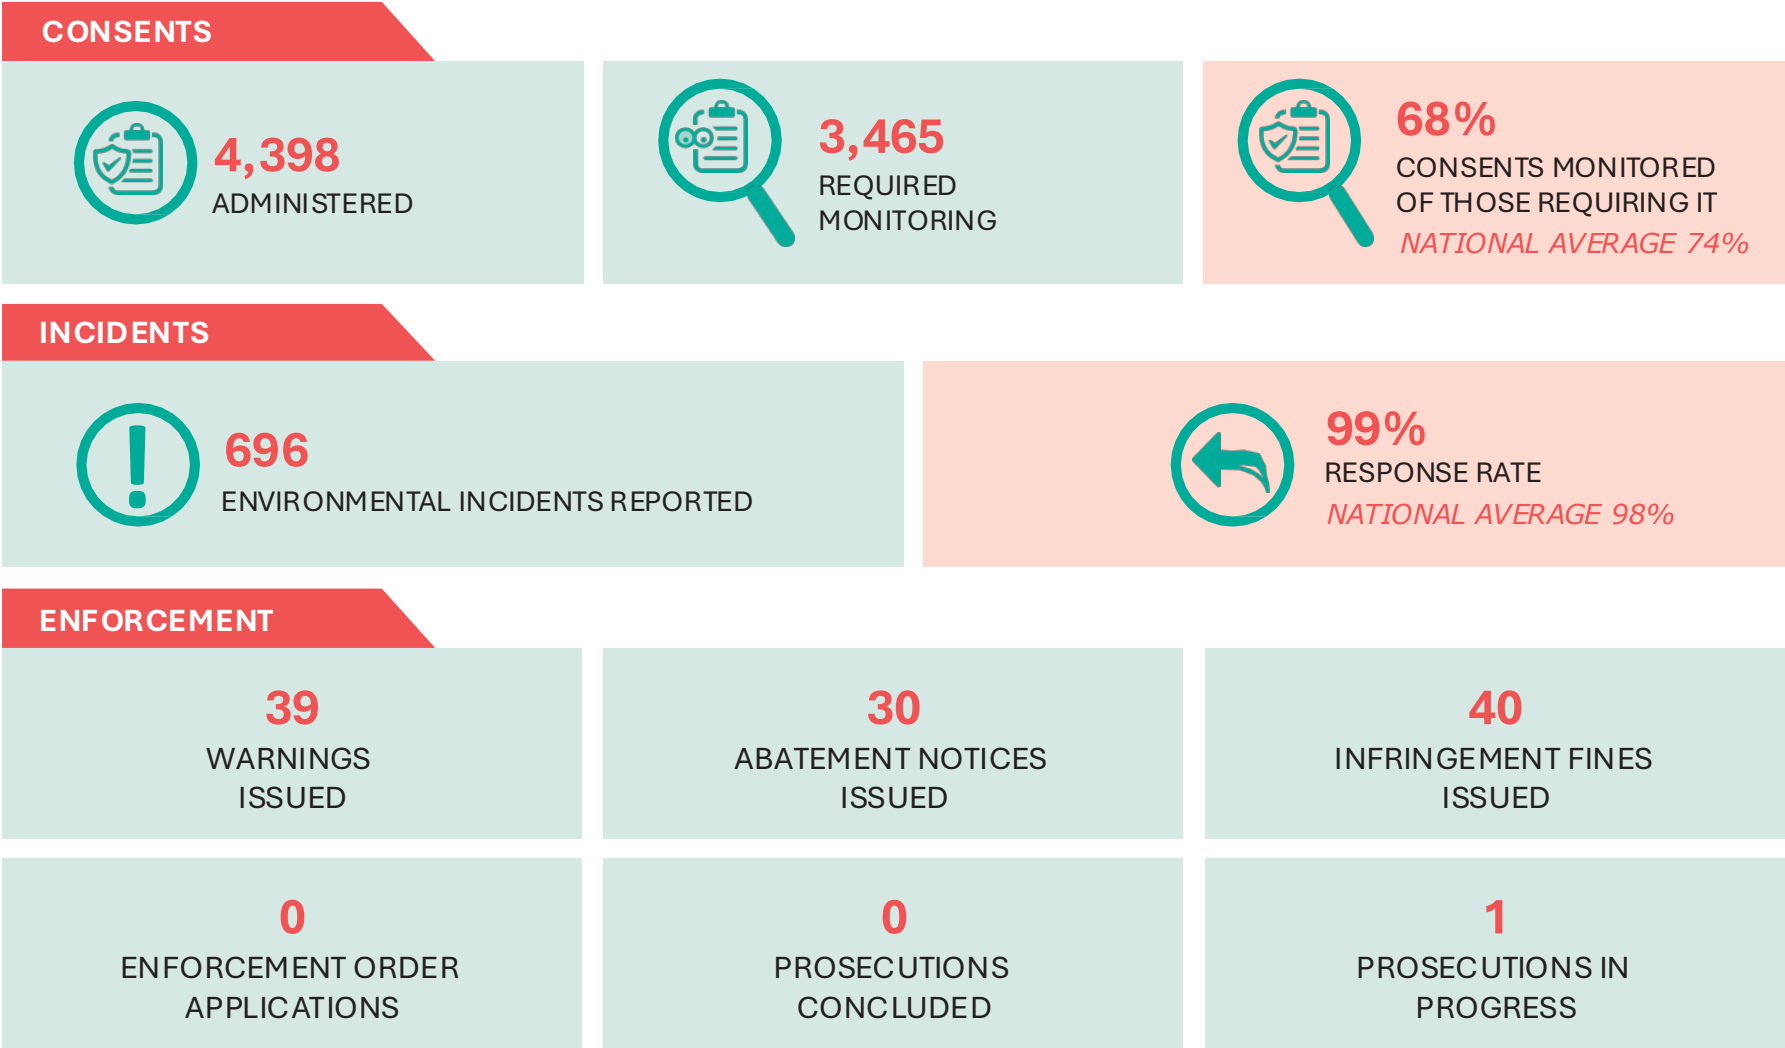 CONSENTS
4,398
ADMINISTERED
3,465
REQUIRED
MONITORING
68%
CONSENTS MONITORED
OF THOSE REQUIRING IT
NATIONAL AVERAGE 74%
INCIDENTS
696
ENVIRONMENTAL INCIDENTS REPORTED
99%
RESPONSE RATE
NATIONAL AVERAGE 98%
ENFORCEMENT
39
WARNINGS
ISSUED
30
ABATEMENT NOTICES
ISSUED
40
INFRINGEMENT FINES
ISSUED
0
ENFORCEMENT ORDER
APPLICATIONS
0
PROSECUTIONS
CONCLUDED
1
PROSECUTIONS IN
PROGRESS